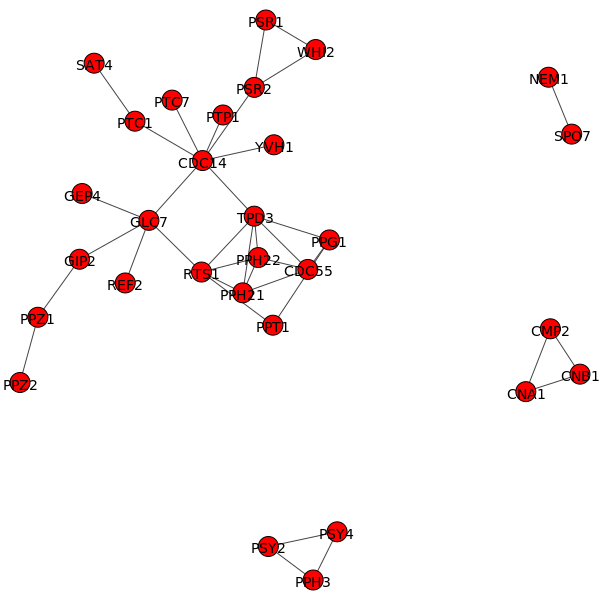 PSR1
WHI2
SAT4
NEM1
PSR2
PTC7
PTP1
PTC1
SPO7
YVH1
CDC14
GEP4
GLC7
TPD3
PPG1
GIP2
PPH22
RTS1
CDC55
REF2
PPH21
PPZ1
PPT1
CMP2
PPZ2
CNB1
CNA1
PSY4
PSY2
PPH3